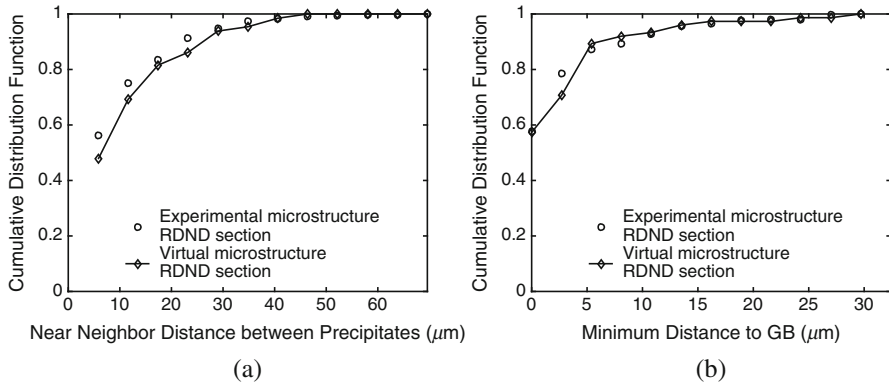 Cumulative Distribution Function
1
0.8
0.6
0.4
0.2
0
0 10 20 30 40 50 60
Experimental microstructure
RDND section
Virtual microstructure
RDND section
Near Neighbor Distance between Precipitates (μm)
(a)
Cumulative Distribution Function
1
0.8
0.6
0.4
0.2
0
0 5 10 15 20 25 30
Experimental microstructure
RDND section
Virtual microstructure
RDND section
Minimum Distance to GB (μm)
(b)